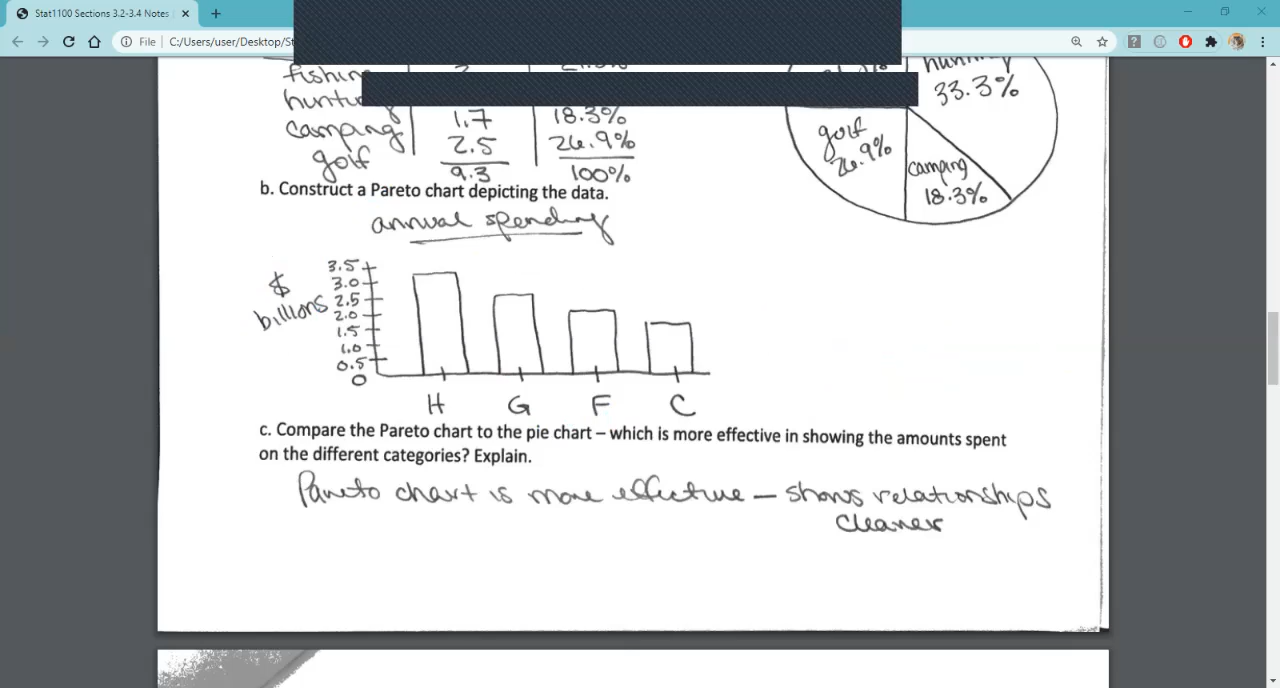 Stat1100 Sections 3.2-3.4 Notes
File | C:/Users/user/Desktop/St
fishing
hunting
33.3%
camping 1.7 18.3%
golf 2.5 26.9%
9.3 100%
golf
26.9%
camping
18.3%
b. Construct a Pareto chart depicting the data.
annual spending
$
billions
3.5
3.0
2.5
2.0
1.5
1.0
0.5
0
H G F C
c. Compare the Pareto chart to the pie chart – which is more effective in showing the amounts spent
on the different categories? Explain.
Pareto chart is more effective – shows relationships
cleaner